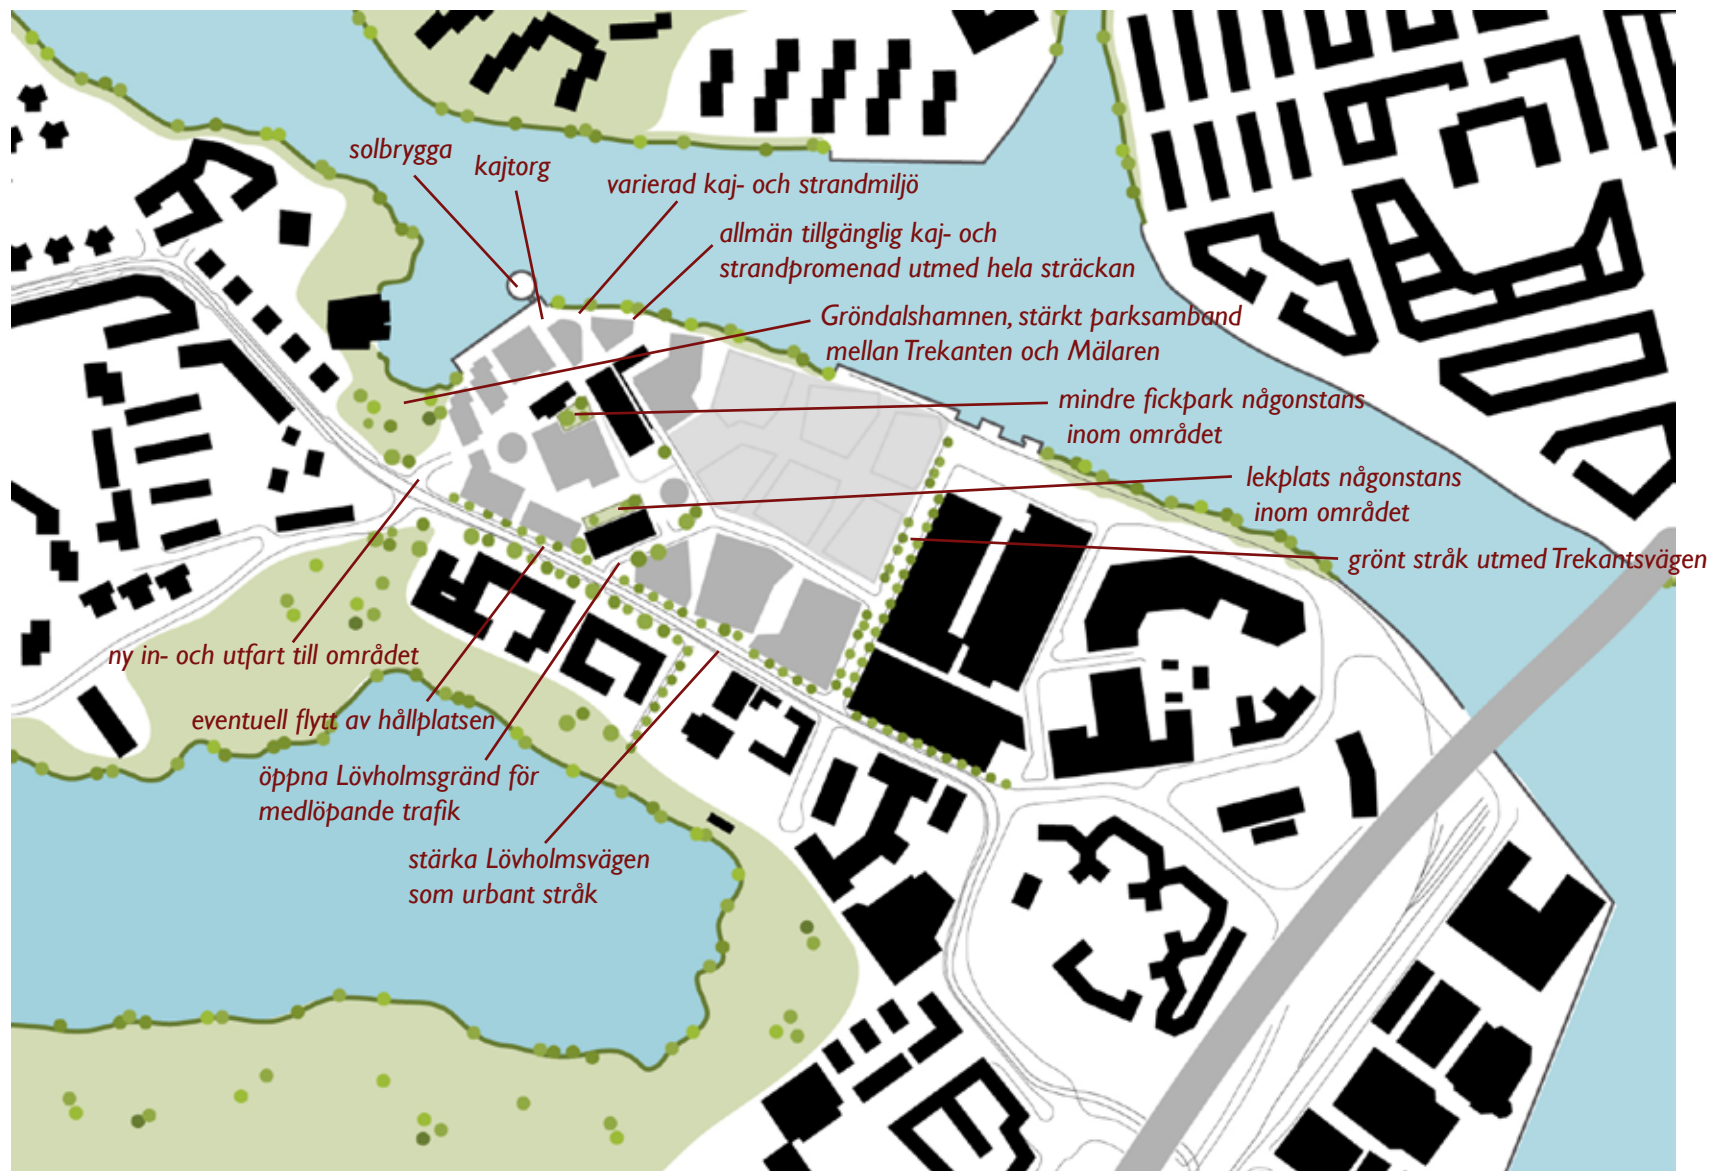 solbrygga
kajtorg
varierad kaj- och strandmiljö
allmän tillgänglig kaj- och
strandpromenad utmed hela sträckan
Gröndalshamnen, stärkt parksamband
mellan Trekanten och Mälaren
mindre fickpark någonstans
inom området
lekplats någonstans
inom området
grönt stråk utmed Trekantsvägen
ny in- och utfart till området
eventuell flytt av hållplatsen
öppna Lövholmsgränd för
medlöpande trafik
stärka Lövholmsvägen
som urbant stråk